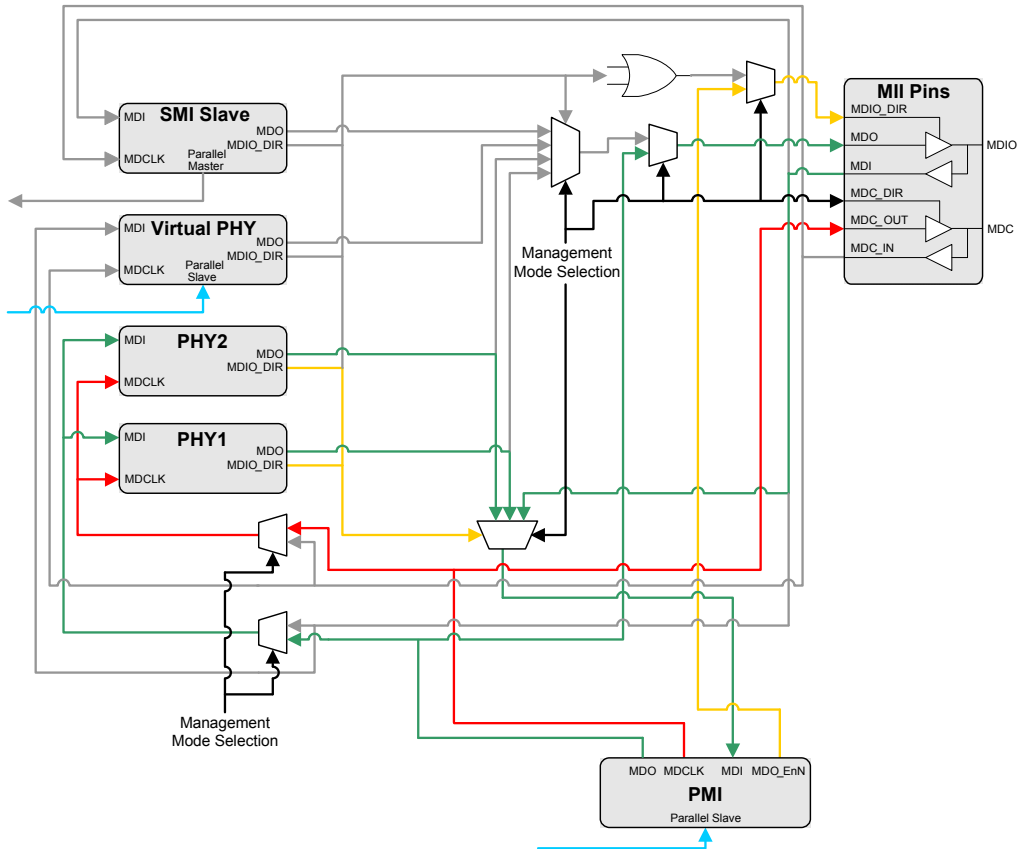 SMI Slave
MDI
MDO
MDIO_DIR
MDCLK
Parallel
Master
Virtual PHY
MDI
MDO
MDIO_DIR
MDCLK
Parallel
Slave
PHY2
MDI
MDO
MDIO_DIR
MDCLK
PHY1
MDI
MDO
MDIO_DIR
MDCLK
Management
Mode Selection
MII Pins
MDIO_DIR
MDO
MDIO
MDI
MDC_DIR
MDC_OUT
MDC
MDC_IN
Management
Mode Selection
MDO MDCLK MDI MDO_EnN
PMI
Parallel Slave